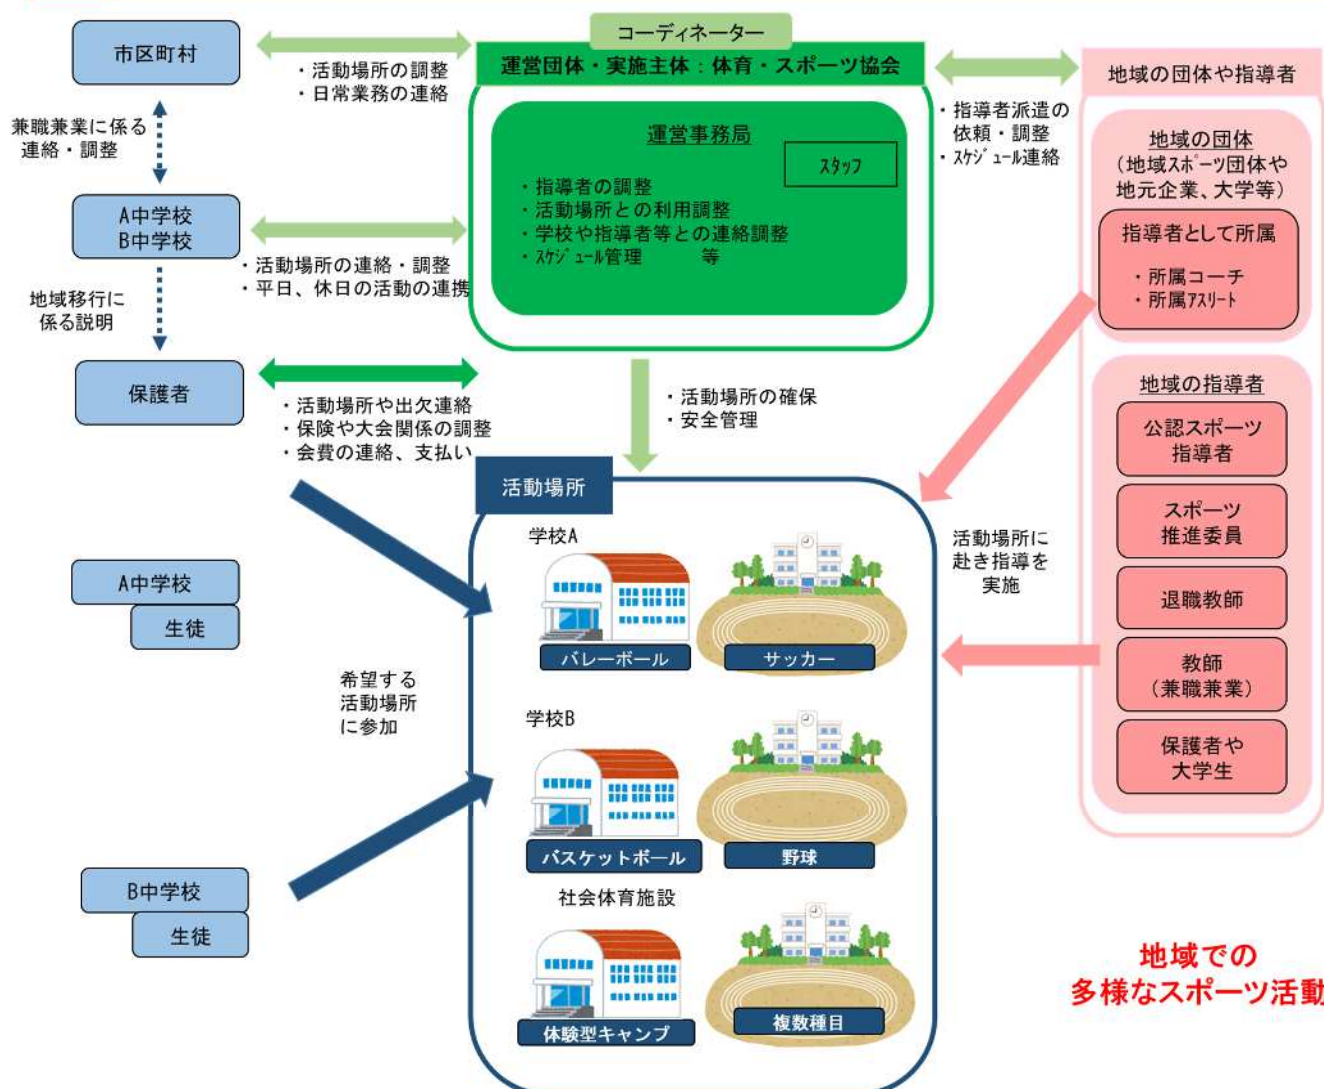 コーディネーター
市区町村
運営団体・実施主体：体育・スポーツ協会
地域の団体や指導者
・活動場所の調整
・日常業務の連絡
・指導者派遣の
依頼・調整
・ｽｹｼﾞｭｰﾙ連絡
兼職兼業に係る
連絡・調整
運営事務局
ｽﾀｯﾌ
・指導者の調整
・活動場所との利用調整
・学校や指導者等との連絡調整
・ｽｹｼﾞｭｰﾙ管理　　等
地域の団体
（地域スポーツ団体や
地元企業、大学等）
指導者として所属
・所属コーチ
・所属ｱｽﾘｰﾄ
A中学校
B中学校
・活動場所の連絡・調整
・平日、休日の活動の連携
地域移行に
係る説明
保護者
・活動場所や出欠連絡
・保険や大会関係の調整
・会費の連絡、支払い
・活動場所の確保
・安全管理
地域の指導者
公認スポーツ
指導者
スポーツ
推進委員
退職教師
教師
（兼職兼業）
保護者や
大学生
活動場所に
赴き指導を
実施
活動場所
学校A
バレーボール
サッカー
学校B
バスケットボール
野球
社会体育施設
体験型キャンプ
複数種目
A中学校
生徒
希望する
活動場所
に参加
B中学校
生徒
地域での
多様なスポーツ活動